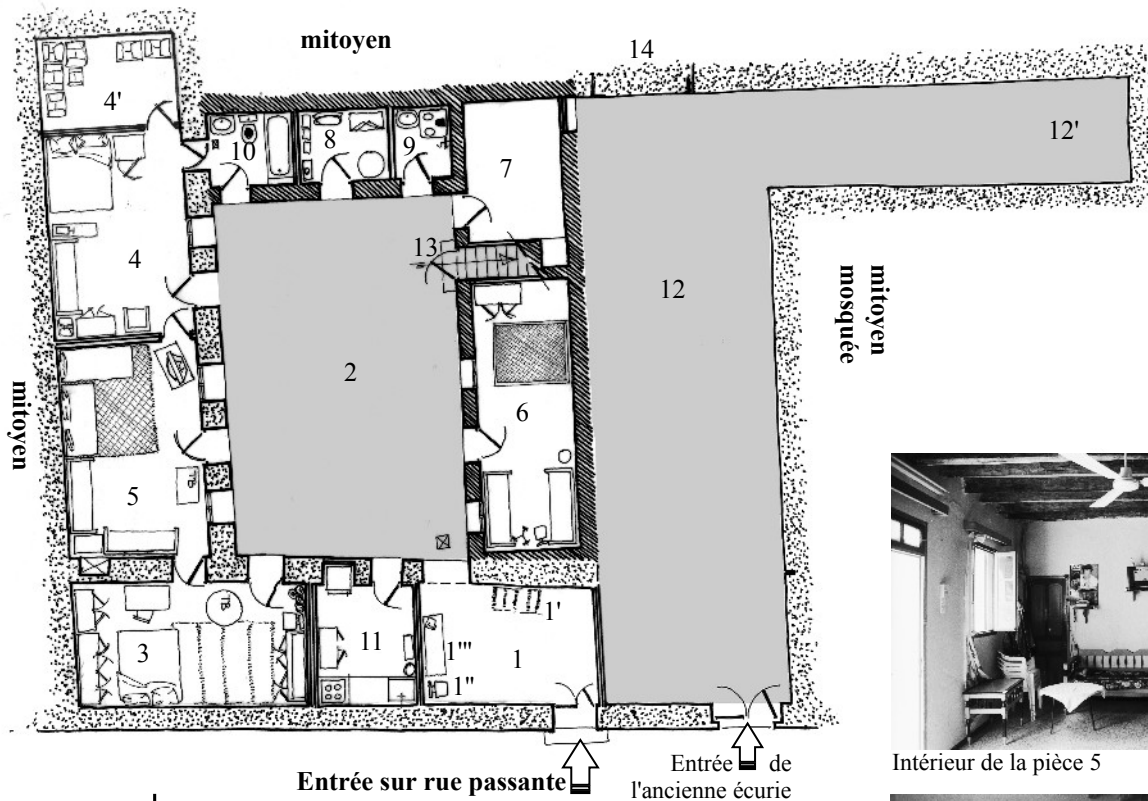 mitoyen
14
4'
12'
10
8
9
7
13
4
12
mitoyen
mosquée
2
mitoyen
6
5
3
11
1'
1'''
1
1''
Entrée sur rue passante
Entrée de
l'ancienne écurie
Intérieur de la pièce 5